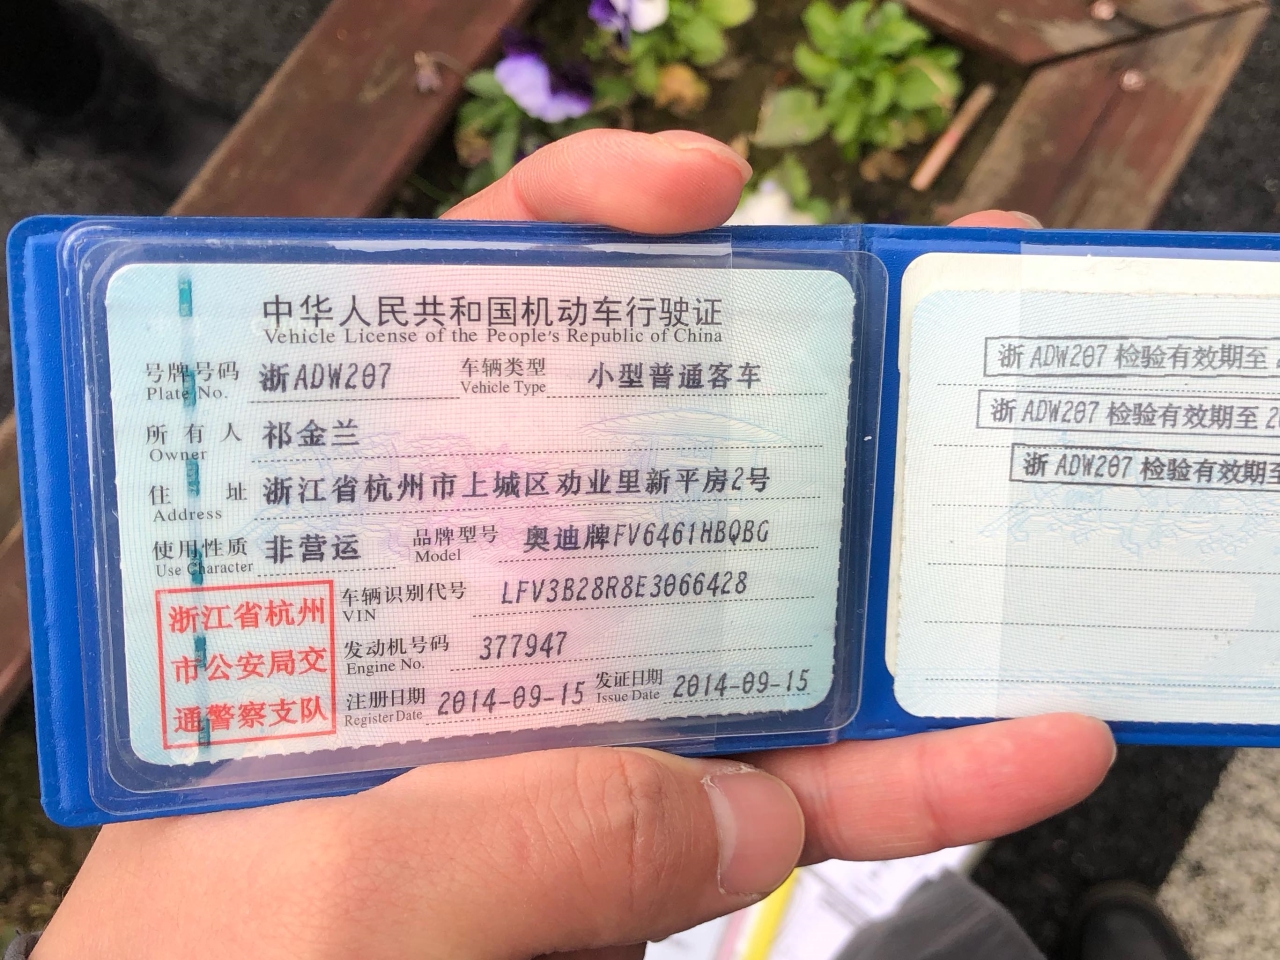 中华人民共和国机动车行驶证
Vehicle License of the People's Republic of China
号牌号码 浙ADW207 车辆类型 小型普通客车
Plate No. Vehicle Type
所有人 祁金兰
Owner
住址 浙江省杭州市上城区劝业里新平房2号
Address
使用性质 非营运 品牌型号 奥迪牌FV6461HBQBG
Use Character Model
车辆识别代号 LFV3B28R8E3066428
VIN
发动机号码 377947
Engine No.
注册日期 2014-09-15 发证日期 2014-09-15
Register Date Issue Date
浙江省杭州
市公安局交
通警察支队
浙ADW207 检验有效期至
浙ADW207 检验有效期至 20
浙ADW207 检验有效期至